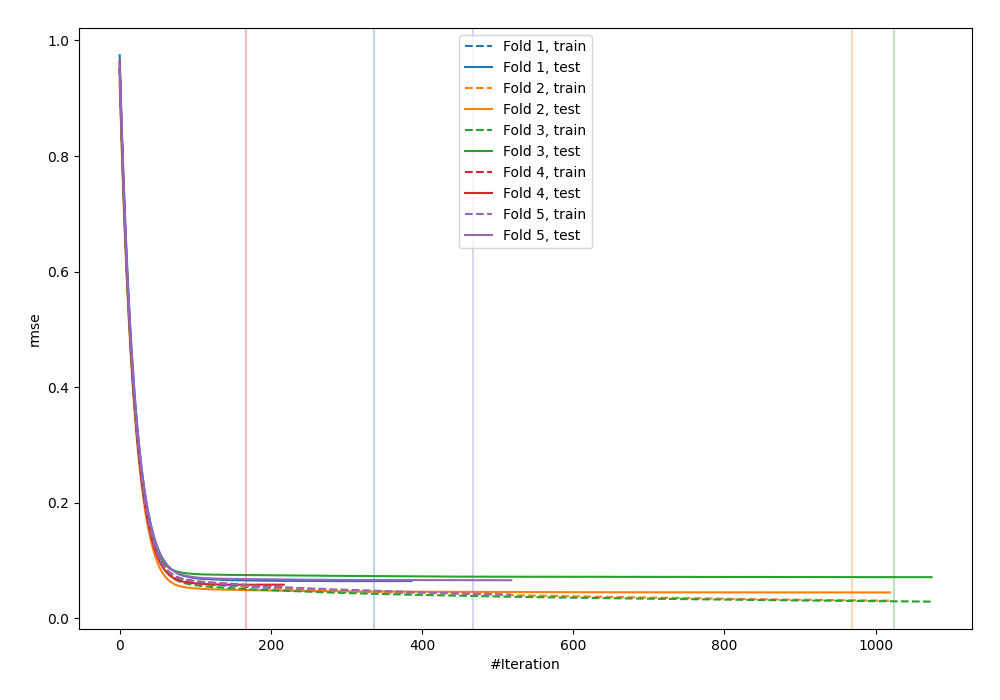 1.0
0.8
0.6
0.4
0.2
0.0
rmse
Fold 1, train
Fold 1, test
Fold 2, train
Fold 2, test
Fold 3, train
Fold 3, test
Fold 4, train
Fold 4, test
Fold 5, train
Fold 5, test
0 200 400 600 800 1000
#Iteration